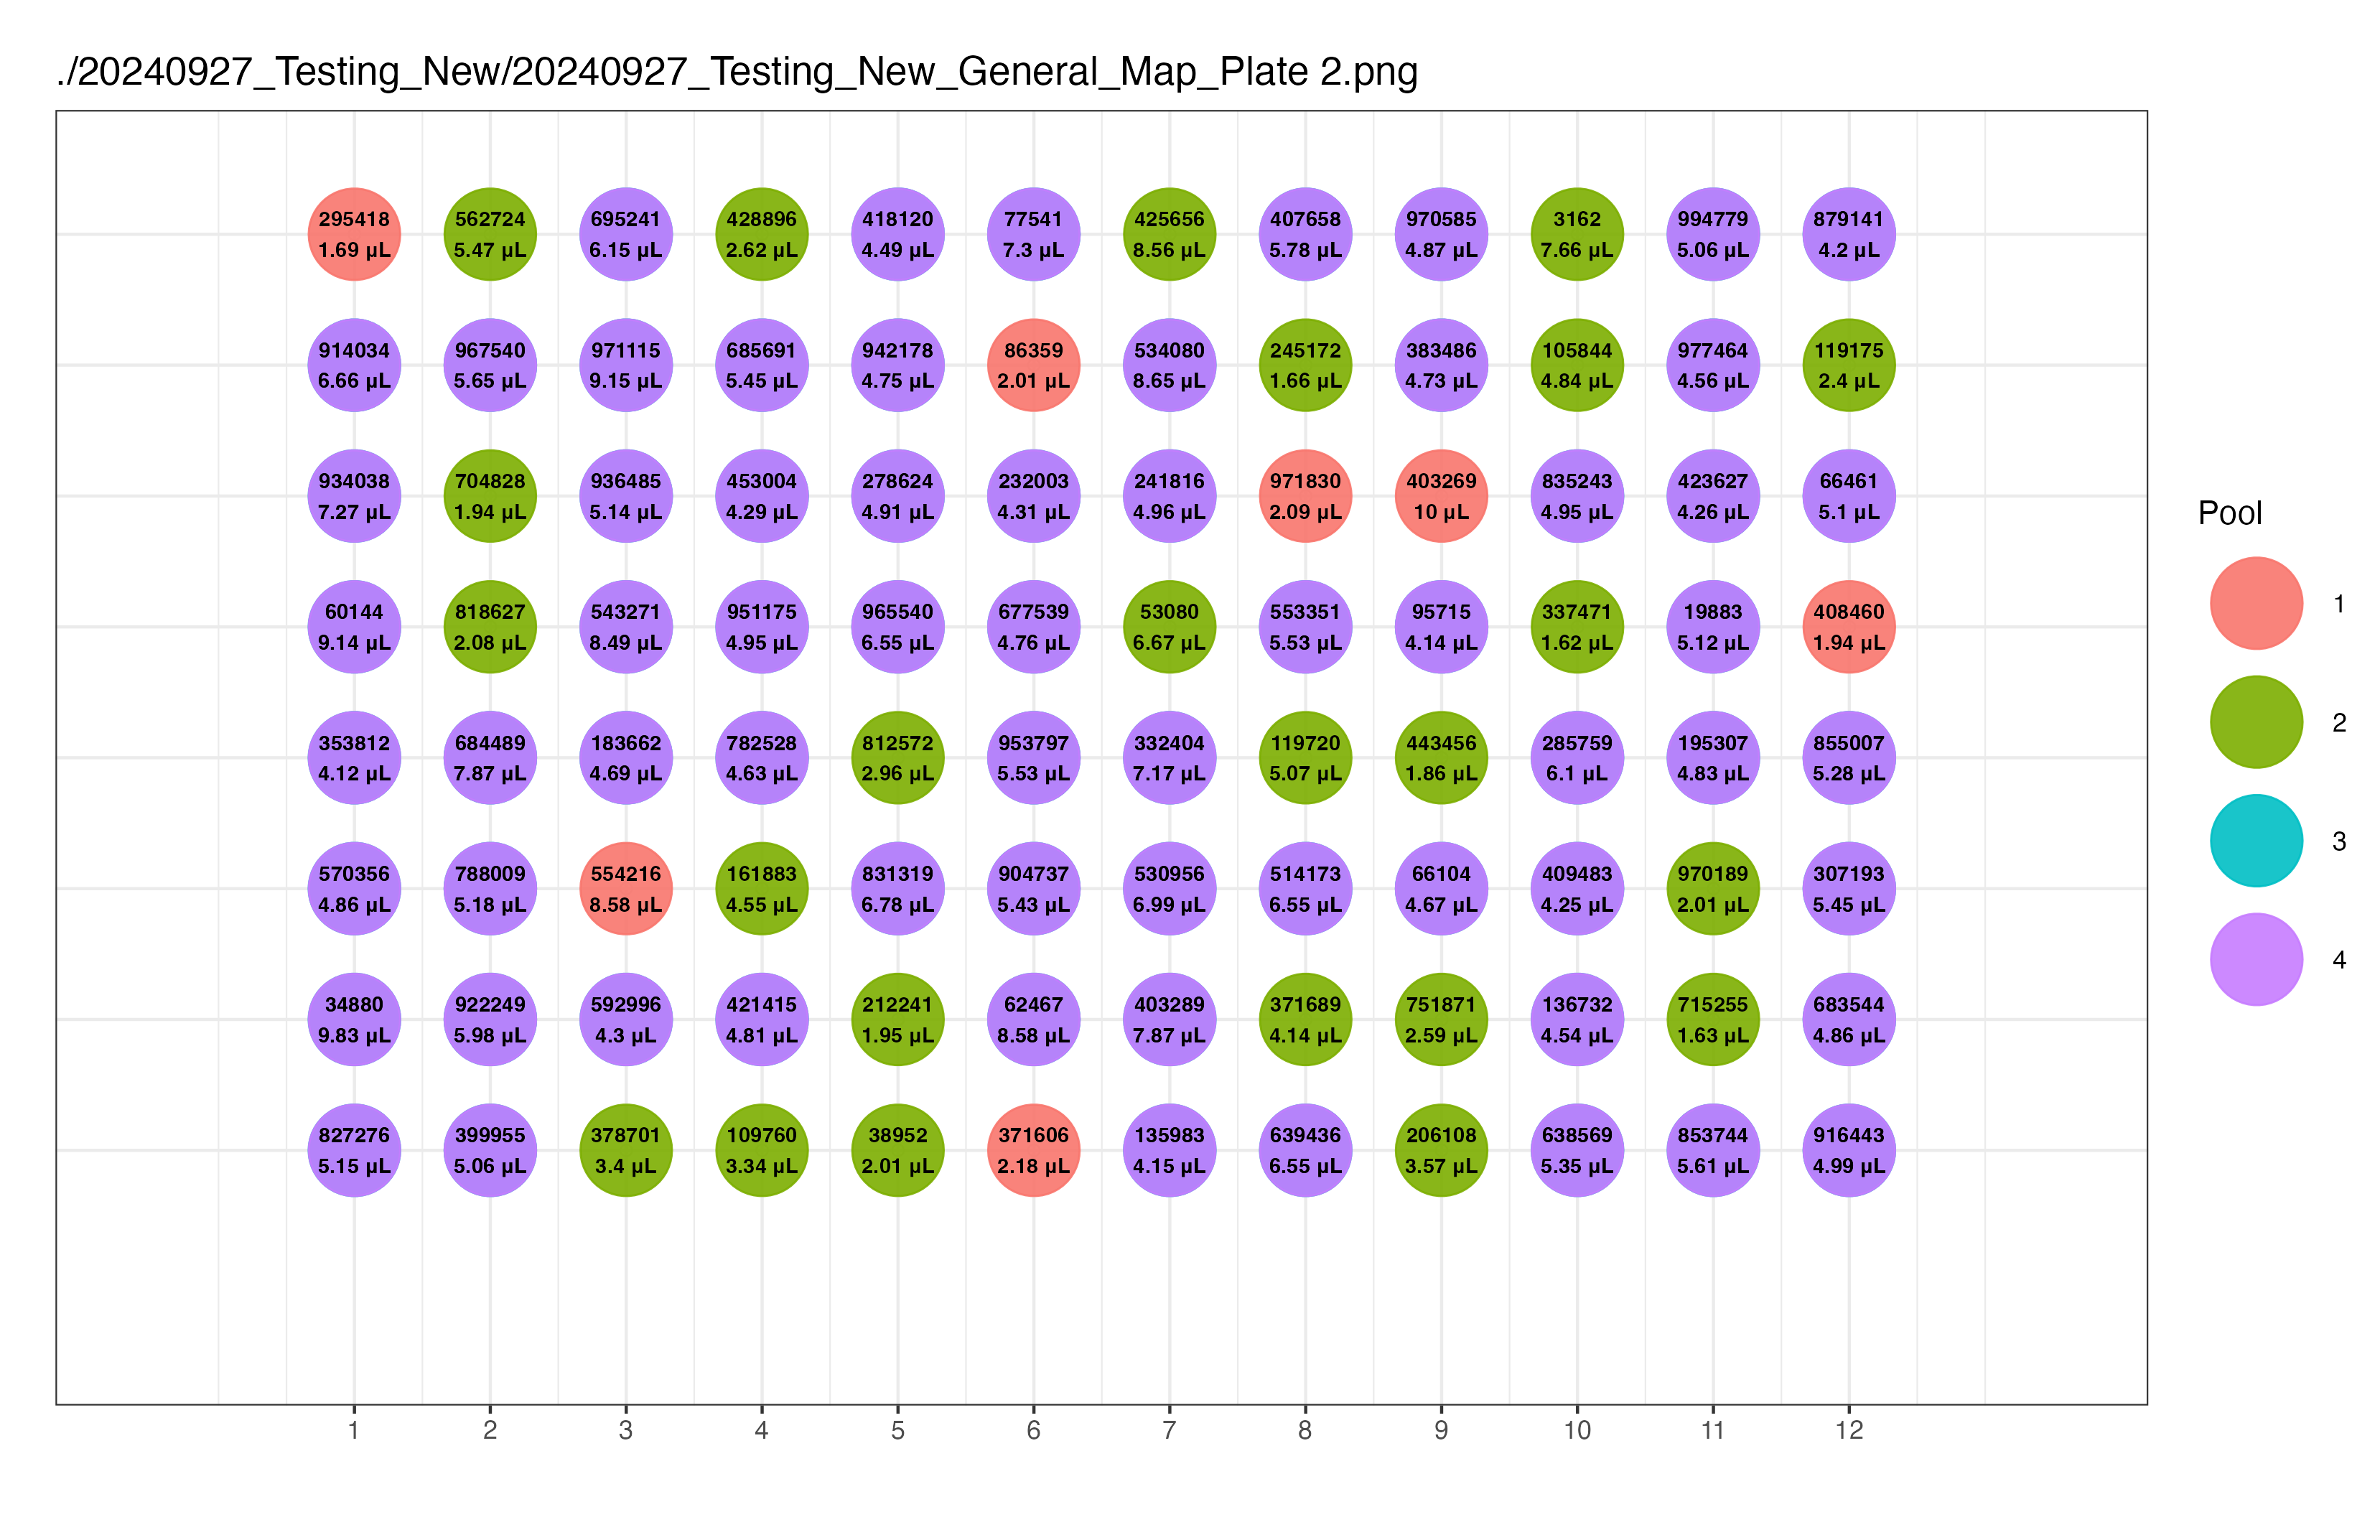 ./20240927_Testing_New/20240927_Testing_New_General_Map_Plate 2.png
295418 562724 695241 428896 418120 77541 425656 407658 970585 3162 994779 879141
1.69 µL 5.47 µL 6.15 µL 2.62 µL 4.49 µL 7.3 µL 8.56 µL 5.78 µL 4.87 µL 7.66 µL 5.06 µL 4.2 µL
914034 967540 971115 685691 942178 86359 534080 245172 383486 105844 977464 119175
6.66 µL 5.65 µL 9.15 µL 5.45 µL 4.75 µL 2.01 µL 8.65 µL 1.66 µL 4.73 µL 4.84 µL 4.56 µL 2.4 µL
934038 704828 936485 453004 278624 232003 241816 971830 403269 835243 423627 66461
7.27 µL 1.94 µL 5.14 µL 4.29 µL 4.91 µL 4.31 µL 4.96 µL 2.09 µL 10 µL 4.95 µL 4.26 µL 5.1 µL
60144 818627 543271 951175 965540 677539 53080 553351 95715 337471 19883 408460
9.14 µL 2.08 µL 8.49 µL 4.95 µL 6.55 µL 4.76 µL 6.67 µL 5.53 µL 4.14 µL 1.62 µL 5.12 µL 1.94 µL
353812 684489 183662 782528 812572 953797 332404 119720 443456 285759 195307 855007
4.12 µL 7.87 µL 4.69 µL 4.63 µL 2.96 µL 5.53 µL 7.17 µL 5.07 µL 1.86 µL 6.1 µL 4.83 µL 5.28 µL
570356 788009 554216 161883 831319 904737 530956 514173 66104 409483 970189 307193
4.86 µL 5.18 µL 8.58 µL 4.55 µL 6.78 µL 5.43 µL 6.99 µL 6.55 µL 4.67 µL 4.25 µL 2.01 µL 5.45 µL
34880 922249 592996 421415 212241 62467 403289 371689 751871 136732 715255 683544
9.83 µL 5.98 µL 4.3 µL 4.81 µL 1.95 µL 8.58 µL 7.87 µL 4.14 µL 2.59 µL 4.54 µL 1.63 µL 4.86 µL
827276 399955 378701 109760 38952 371606 135983 639436 206108 638569 853744 916443
5.15 µL 5.06 µL 3.4 µL 3.34 µL 2.01 µL 2.18 µL 4.15 µL 6.55 µL 3.57 µL 5.35 µL 5.61 µL 4.99 µL
1 2 3 4 5 6 7 8 9 10 11 12
Pool
1
2
3
4